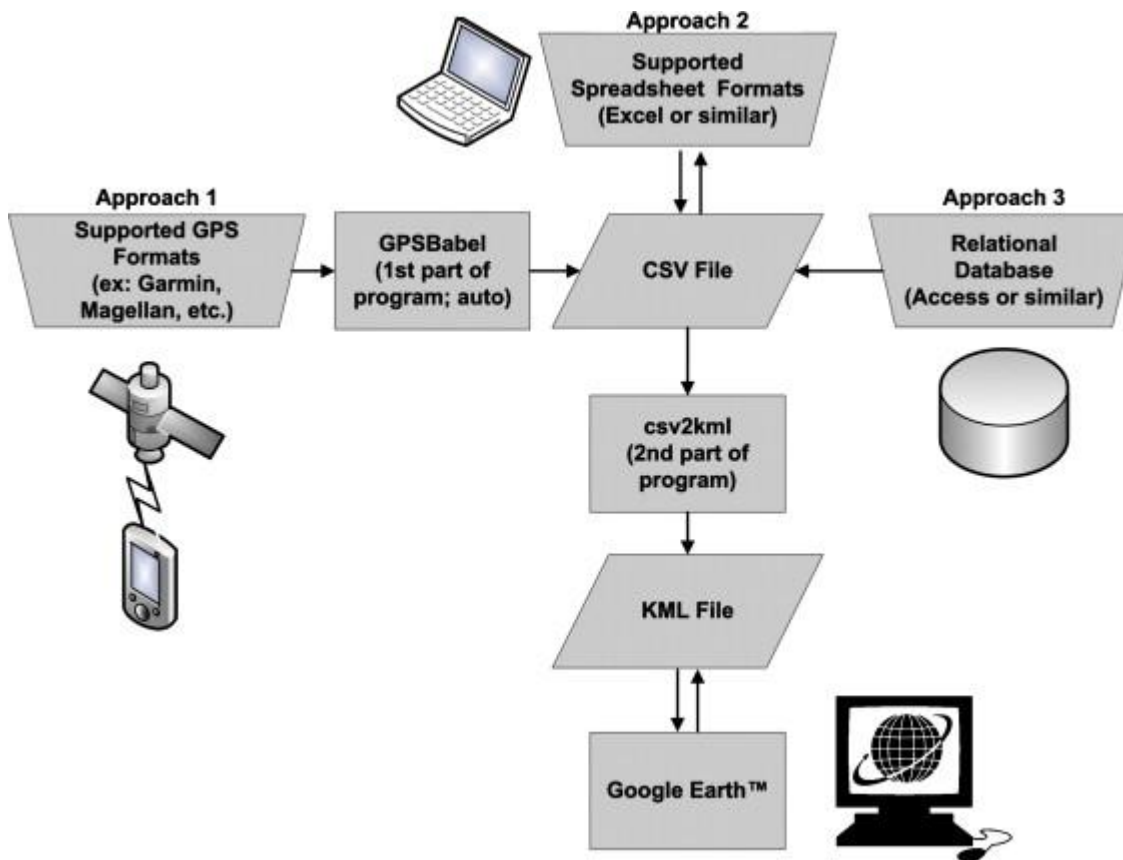 Approach 2
Supported
Spreadsheet Formats
(Excel or similar)
Approach 1
Supported GPS
Formats
(ex: Garmin,
Magellan, etc.)
GPSBabel
(1st part of
program; auto)
CSV File
Approach 3
Relational
Database
(Access or similar)
csv2kml
(2nd part of
program)
KML File
Google Earth™